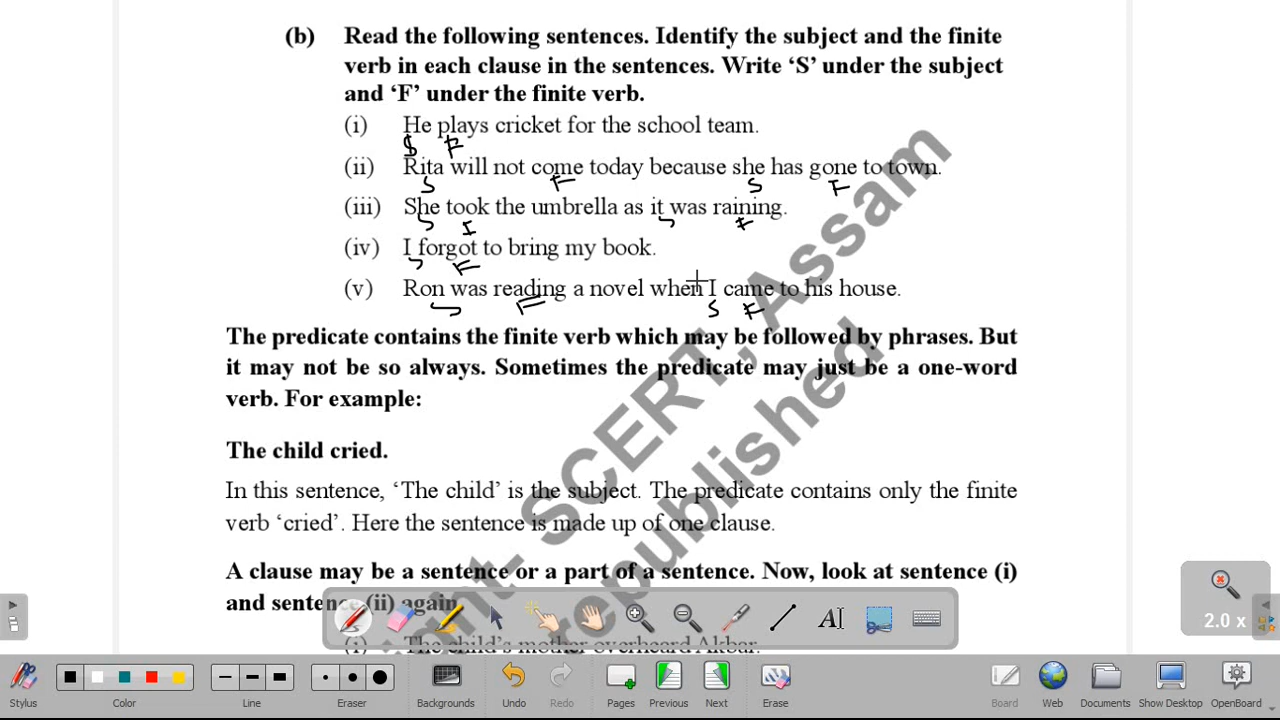 (b) Read the following sentences. Identify the subject and the finite
verb in each clause in the sentences. Write ‘S’ under the subject
and ‘F’ under the finite verb.
(i) He plays cricket for the school team.
S F
(ii) Rita will not come today because she has gone to town.
S F S F
(iii) She took the umbrella as it was raining.
S I S F
(iv) I forgot to bring my book.
S F
(v) Ron was reading a novel when I came to his house.
S F S F
The predicate contains the finite verb which may be followed by phrases. But
it may not be so always. Sometimes the predicate may just be a one-word
verb. For example:
The child cried.
In this sentence, ‘The child’ is the subject. The predicate contains only the finite
verb ‘cried’. Here the sentence is made up of one clause.
A clause may be a sentence or a part of a sentence. Now, look at sentence (i)
and sentence (ii) again.
(i) The child's mother overheard Akbar.
SCERT, Assam
republished
2.0 x
Stylus
Color
Line
Eraser
Backgrounds
Undo
Redo
Pages
Previous
Next
Erase
Board
Web
Documents
Show Desktop
OpenBoard